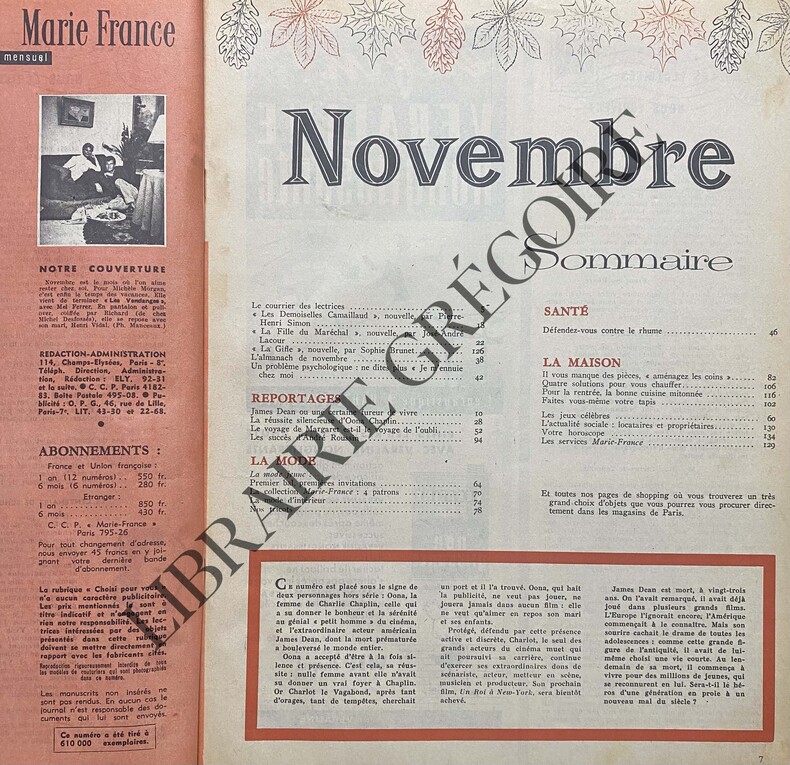 Marie France
mensuel
NOTRE COUVERTURE
Novembre est le mois où l'on aime
rester chez soi. Pour Michèle Morgan,
c'est enfin le temps des vacances. Elle
vient de terminer « Les Vendanges »,
avec Mel Ferrer. En pantalon et pull-
over, coiffée par Richard (de chez
Michel Desfossés), elle se repose avec
son mari, Henri Vidal. (Ph. Manceaux.)
REDACTION-ADMINISTRATION
114, Champs-Elysées, Paris - 8e.
Téléph. Direction, Administra-
tion, Rédaction : ELY. 92-31
et la suite. ● C. C. P. Paris 4182-
83. Boîte Postale 495-08. ● Pu-
blicité : O. P. G., 46, rue de Lille,
Paris-7e. LIT. 43-30 et 22-68.
ABONNEMENTS :
France et Union française :
1 an (12 numéros) .. 550 fr.
6 mois (6 numéros) .. 280 fr.
Etranger :
1 an .................. 850 fr.
6 mois ............... 430 fr.
C. C. P. « Marie-France »
Paris 795-26
Pour tout changement d'adresse,
nous envoyer 45 francs en y joi-
gnant votre dernière bande
d'abonnement.
La rubrique « Choisi pour vous »
n'a aucun caractère publicitaire.
Les prix mentionnés le sont à
titre indicatif et n'engagent en
rien notre responsabilité. Les lec-
trices intéressées par des objets
présentés dans cette rubrique
doivent se mettre directement en
rapport avec les fabricants cités.
Reproduction rigoureusement interdite de tous
les modèles de couturiers qui sont photographiés
dans ce numéro.
Les manuscrits non insérés ne
sont pas rendus. En aucun cas le
journal n'est responsable des do-
cuments qui lui sont envoyés.
Ce numéro a été tiré à
610 000 exemplaires.
Novembre
Sommaire
Le courrier des lectrices
« Les Demoiselles Camaillaud », nouvelle, par Pierre-
Henri Simon 18
« La Fille du Maréchal », nouvelle, par José-André
Lacour 22
« La Gifle », nouvelle, par Sophie Brunet 126
L'almanach de novembre 38
Un problème psychologique : ne dites plus « Je m'ennuie
chez moi » 42
REPORTAGES
James Dean ou une certaine fureur de vivre 10
La réussite silencieuse d'Oona Chaplin 28
Le voyage de Margaret est-il le voyage de l'oubli 52
Les succès d'André Roussin 94
LA MODE
La mode jeune :
Premier bal, premières invitations 64
La collection Marie-France : 4 patrons 70
La mode d'intérieur 74
Nos tricots 78
SANTÉ
Défendez-vous contre le rhume 46
LA MAISON
Il vous manque des pièces, « aménagez les coins » 82
Quatre solutions pour vous chauffer 106
Pour la rentrée, la bonne cuisine mitonnée 116
Faites vous-même votre tapis 102
Les jeux célèbres 60
L'actualité sociale : locataires et propriétaires 130
Votre horoscope 134
Les services Marie-France 129
Et toutes nos pages de shopping où vous trouverez un très
grand choix d'objets que vous pourrez vous procurer direc-
tement dans les magasins de Paris.
CE numéro est placé sous le signe de
deux personnages hors série : Oona, la
femme de Charlie Chaplin, celle qui
a su donner le bonheur et la sérénité
au génial « petit homme » du cinéma,
et l'extraordinaire acteur américain
James Dean, dont la mort prématurée
a bouleversé le monde entier.
Oona a accepté d'être à la fois si-
lence et présence. C'est cela, sa réus-
site : nulle femme avant elle n'avait
su donner un vrai foyer à Chaplin.
Or Charlot le Vagabond, après tant
d'orages, tant de tempêtes, cherchait
un port et il l'a trouvé. Oona, qui hait
la publicité, ne veut pas jouer, ne
jouera jamais dans aucun film : elle
ne veut qu'aimer en repos son mari
et ses enfants.
Protégé, défendu par cette présence
active et discrète, Charlot, le seul des
grands acteurs du cinéma muet qui
ait poursuivi sa carrière, continue
d'exercer ses extraordinaires dons de
scénariste, acteur, metteur en scène,
musicien et producteur. Son prochain
film, Un Roi à New-York, sera bientôt
achevé.
James Dean est mort, à vingt-trois
ans. On l'avait remarqué, il avait déjà
joué dans plusieurs grands films.
L'Europe l'ignorait encore, l'Amérique
commençait à le connaître. Mais son
sourire cachait le drame de toutes les
adolescences : comme cette grande fi-
gure de l'antiquité, il avait de lui-
même choisi une vie courte. Au len-
demain de sa mort, il commença à
vivre pour des millions de jeunes, qui
se reconnurent en lui. Sera-t-il le hé-
ros d'une génération en proie à un
nouveau mal du siècle ?
7
LIBRAIRIE GRÉGOIRE